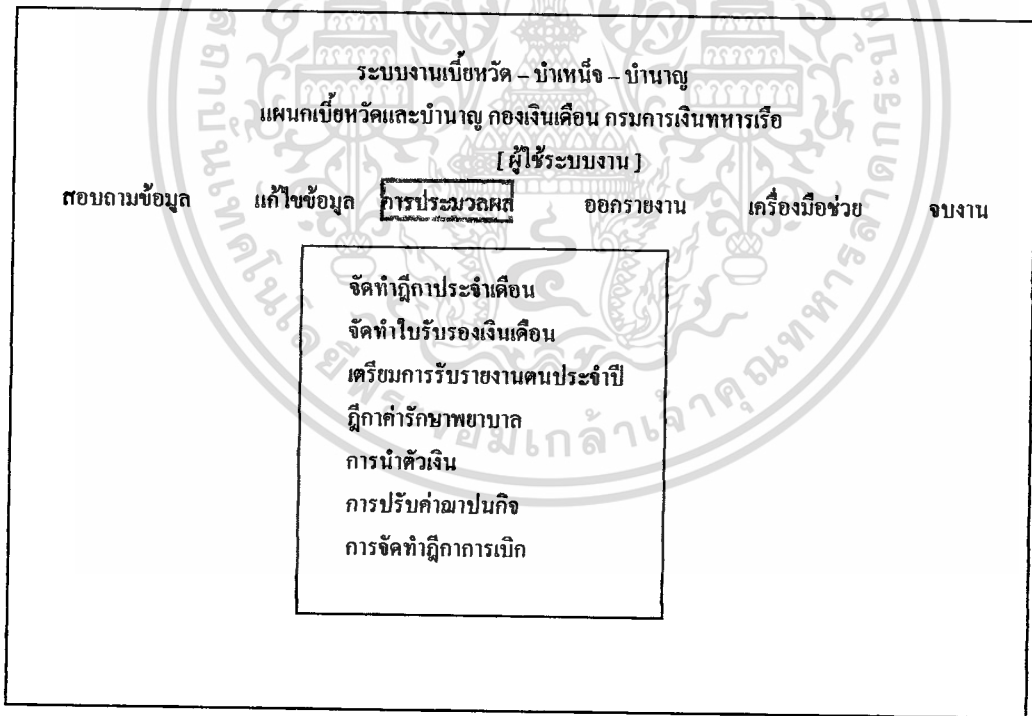 ระบบงานเบี้ยหวัด – บำเหน็จ – บำนาญ
แผนกเบี้ยหวัดและบำนาญ กองเงินเดือน กรมการเงินทหารเรือ
[ ผู้ใช้ระบบงาน ]
สอบถามข้อมูล แก้ไขข้อมูล การประมวลผล ออกรายงาน เครื่องมือช่วย จบงาน
จัดทำฎีกาประจำเดือน
จัดทำใบรับรองเงินเดือน
เตรียมการรับรายงานตนประจำปี
ฎีกาค่ารักษาพยาบาล
การนำตัวเงิน
การปรับค่าฌาปนกิจ
การจัดทำฎีกาการเบิก